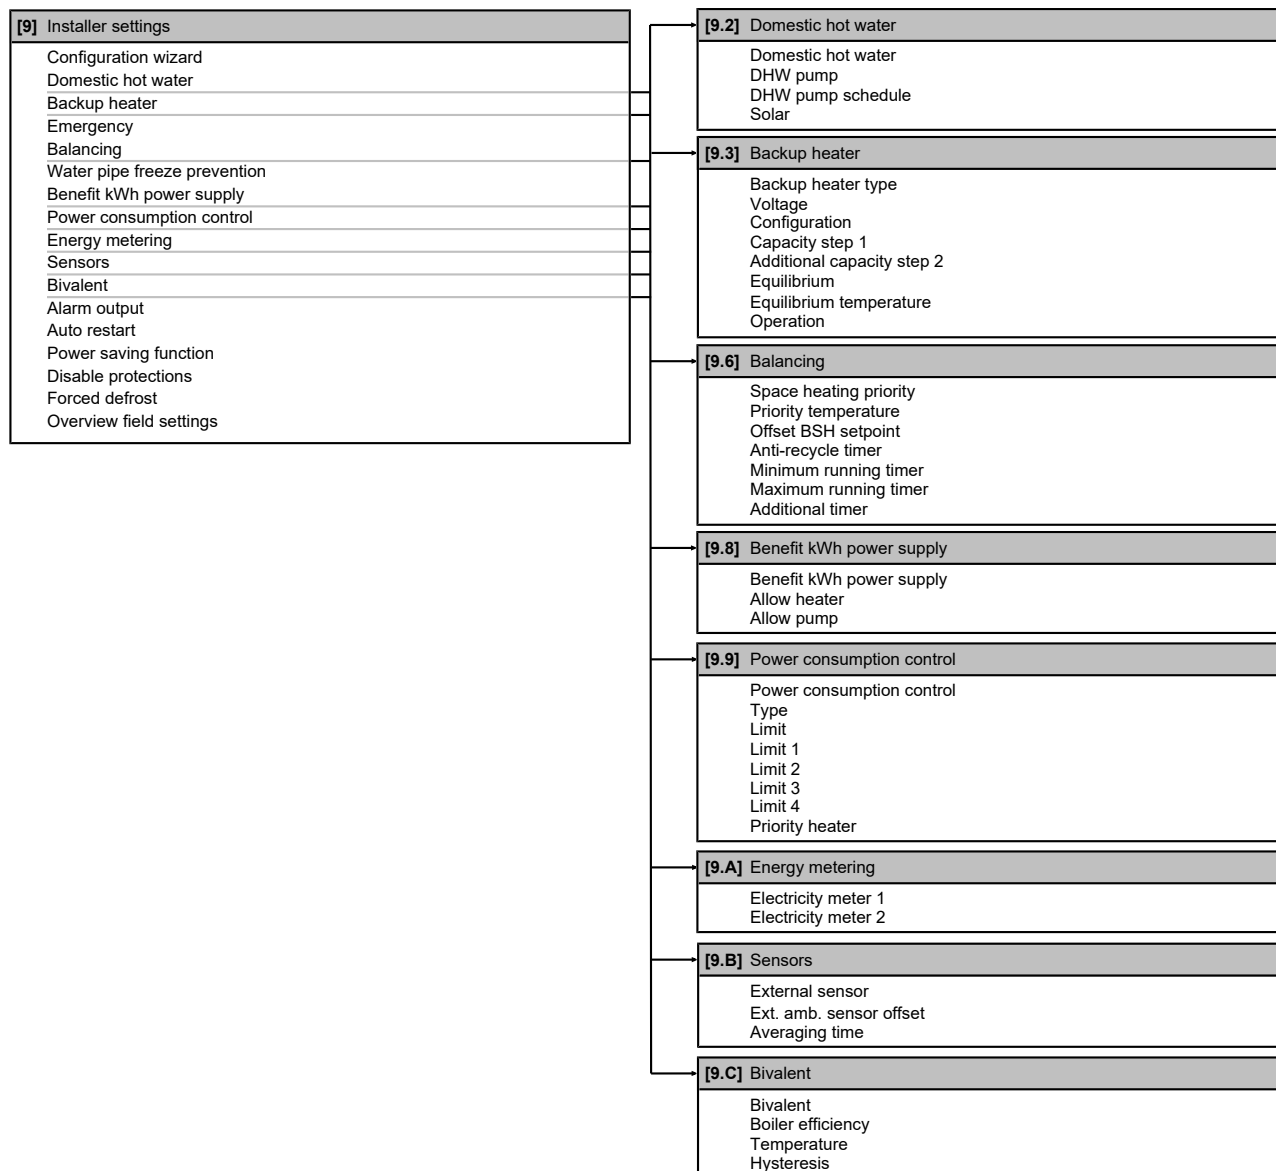 [9] Installer settings
Configuration wizard
Domestic hot water
Backup heater
Emergency
Balancing
Water pipe freeze prevention
Benefit kWh power supply
Power consumption control
Energy metering
Sensors
Bivalent
Alarm output
Auto restart
Power saving function
Disable protections
Forced defrost
Overview field settings
[9.2] Domestic hot water
Domestic hot water
DHW pump
DHW pump schedule
Solar
[9.3] Backup heater
Backup heater type
Voltage
Configuration
Capacity step 1
Additional capacity step 2
Equilibrium
Equilibrium temperature
Operation
[9.6] Balancing
Space heating priority
Priority temperature
Offset BSH setpoint
Anti-recycle timer
Minimum running timer
Maximum running timer
Additional timer
[9.8] Benefit kWh power supply
Benefit kWh power supply
Allow heater
Allow pump
[9.9] Power consumption control
Power consumption control
Type
Limit
Limit 1
Limit 2
Limit 3
Limit 4
Priority heater
[9.A] Energy metering
Electricity meter 1
Electricity meter 2
[9.B] Sensors
External sensor
Ext. amb. sensor offset
Averaging time
[9.C] Bivalent
Bivalent
Boiler efficiency
Temperature
Hysteresis